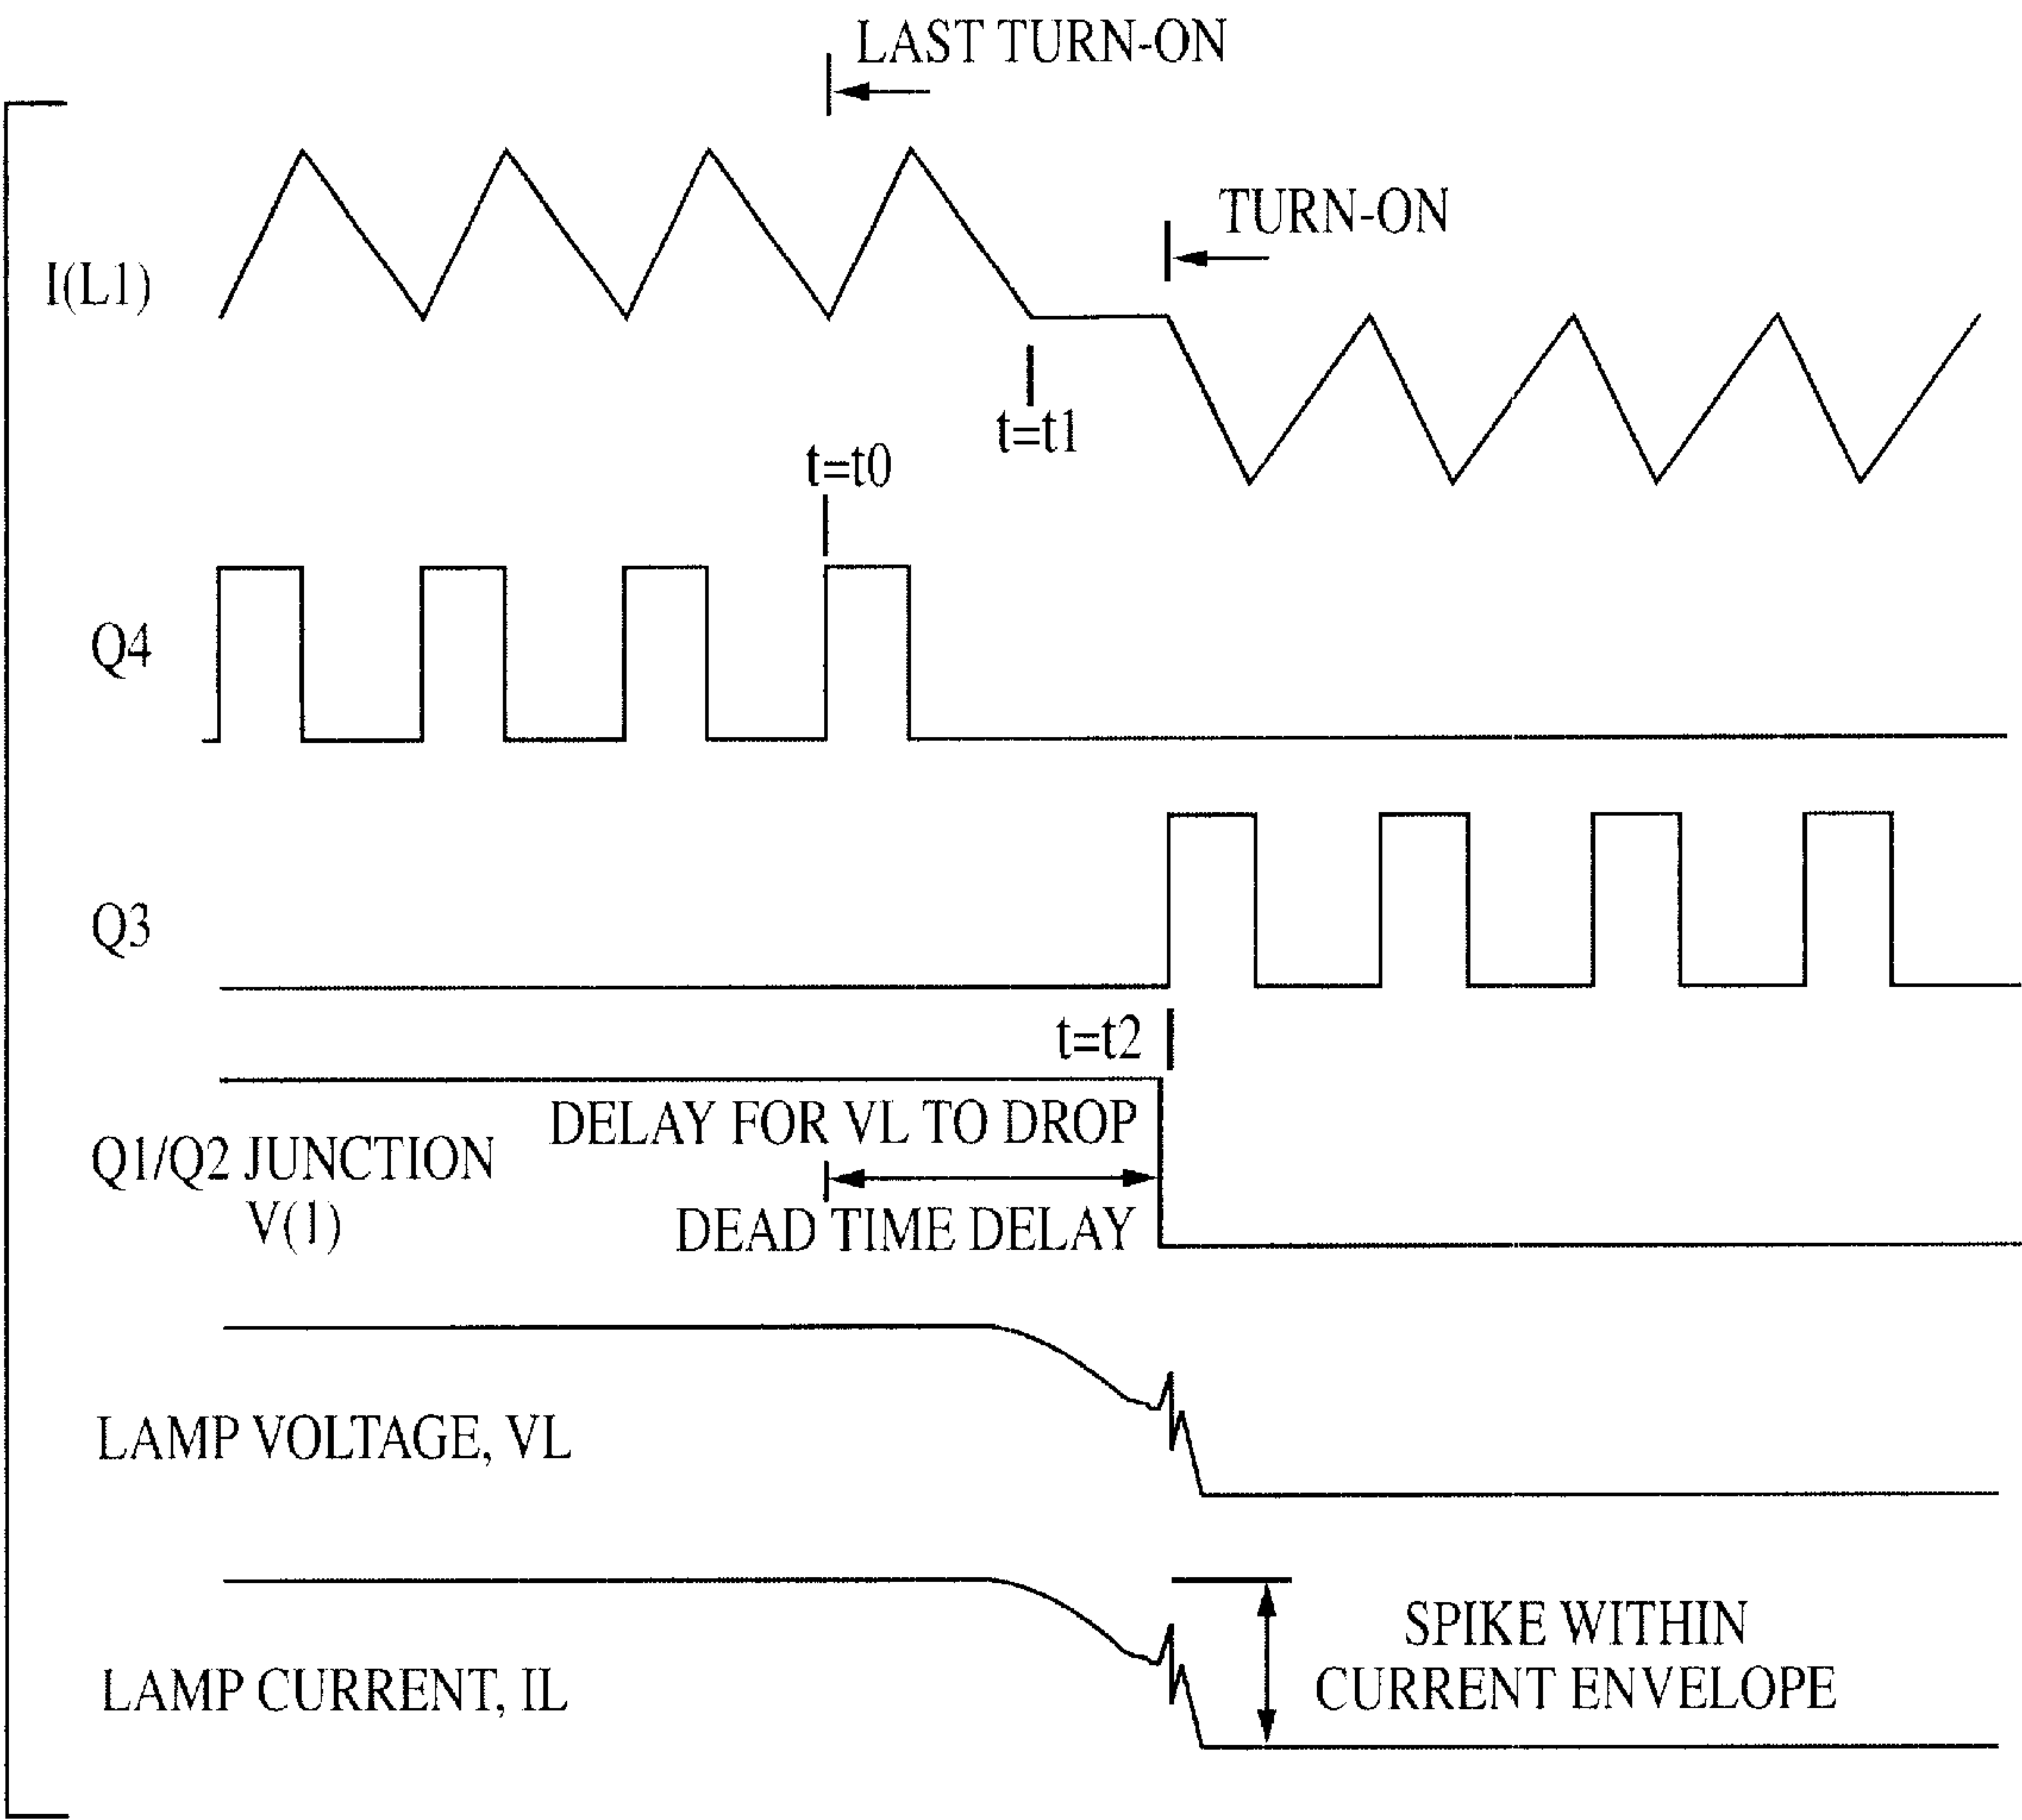 LAST TURN-ON
TURN-ON
I(L1)
t=t1
t=t0
Q4
Q3
t=t2
DELAY FOR VL TO DROP
Q1/Q2 JUNCTION
V(1)
DEAD TIME DELAY
LAMP VOLTAGE, VL
SPIKE WITHIN
CURRENT ENVELOPE
LAMP CURRENT, IL